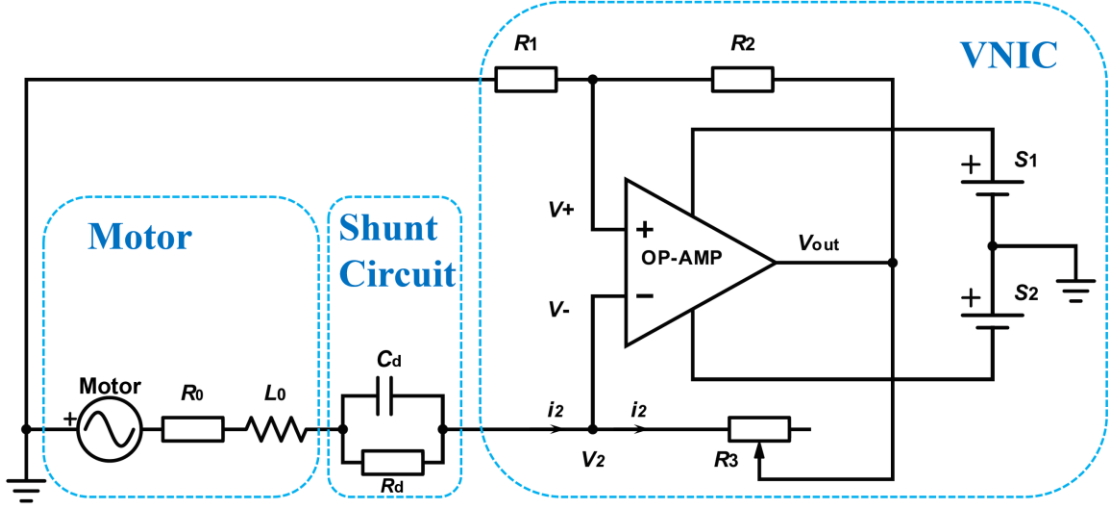 R1
R2
VNIC
+
S1
Motor
Shunt
Circuit
V+
+
OP-AMP
Vout
V-
−
+
S2
Motor
+
R0
L0
Cd
Rd
i2
i2
V2
R3